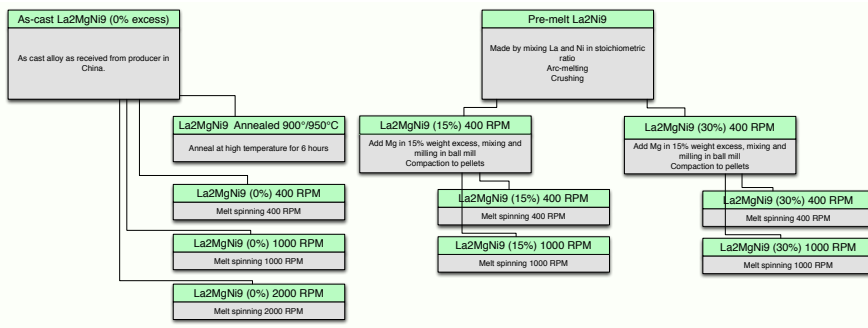 As-cast La2MgNi9 (0% excess)
As cast alloy as received from producer in
China.
La2MgNi9 Annealed 900°/950°C
Anneal at high temperature for 6 hours
La2MgNi9 (0%) 400 RPM
Melt spinning 400 RPM
La2MgNi9 (0%) 1000 RPM
Melt spinning 1000 RPM
La2MgNi9 (0%) 2000 RPM
Melt spinning 2000 RPM
Pre-melt La2Ni9
Made by mixing La and Ni in stoichiometric
ratio
Arc-melting
Crushing
La2MgNi9 (15%) 400 RPM
Add Mg in 15% weight excess, mixing and
milling in ball mill
Compaction to pellets
La2MgNi9 (15%) 400 RPM
Melt spinning 400 RPM
La2MgNi9 (15%) 1000 RPM
Melt spinning 1000 RPM
La2MgNi9 (30%) 400 RPM
Add Mg in 15% weight excess, mixing and
milling in ball mill
Compaction to pellets
La2MgNi9 (30%) 400 RPM
Melt spinning 400 RPM
La2MgNi9 (30%) 1000 RPM
Melt spinning 1000 RPM